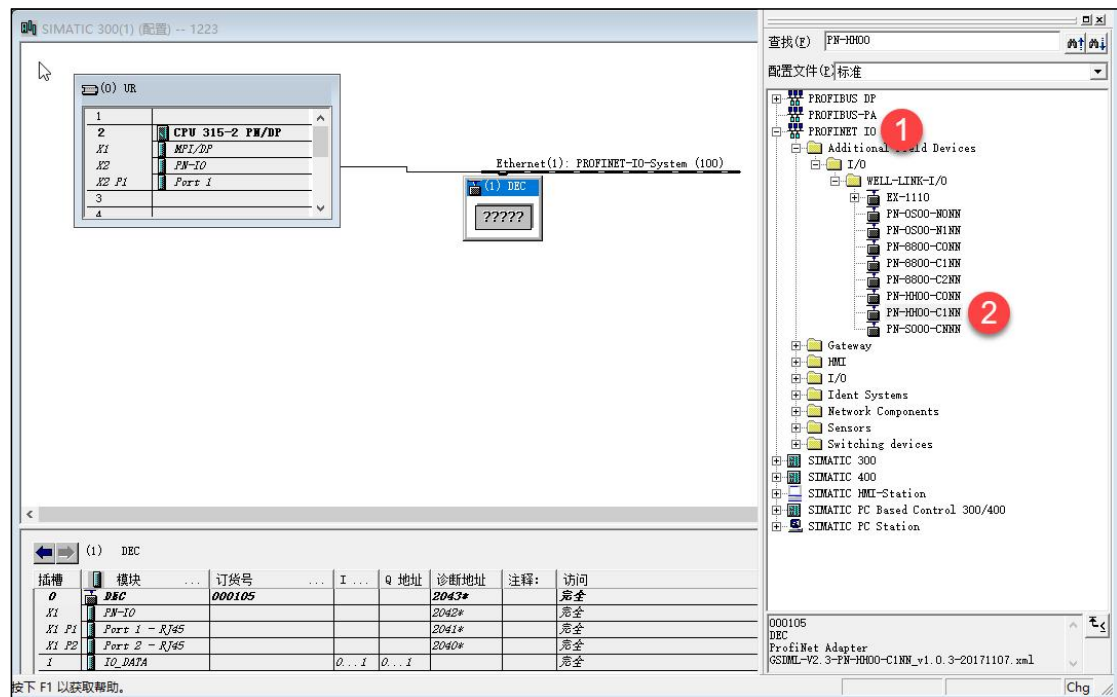 SIMATIC 300(1) (配置) -- 1223
(0) UR
1
2 CPU 315-2 PN/DP
X1 MPI/DP
X2 PN-IO
X2 P1 Port 1
3
4
Ethernet(1): PROFINET-IO-System (100)
(1) DEC
?????
(1) DEC
插槽 模块 ... 订货号 ... I ... Q 地址 诊断地址 注释: 访问
0 DEC 000105 2043* 完全
X1 PN-IO 2042* 完全
X1 P1 Port 1 - RJ45 2041* 完全
X1 P2 Port 2 - RJ45 2040* 完全
1 IO_DATA 0...1 0...1 完全
按下 F1 以获取帮助。
查找(F) PN-HH00
配置文件(P) 标准
PROFIBUS DP
PROFIBUS-PA
PROFINET IO
1
Additional Field Devices
I/O
WELL-LINK-I/O
EX-1110
PN-0S00-N0NN
PN-0S00-N1NN
PN-8800-C0NN
PN-8800-C1NN
PN-8800-C2NN
PN-HH00-C0NN
PN-HH00-C1NN
2
PN-S000-CNNN
Gateway
HMI
I/O
Ident Systems
Network Components
Sensors
Switching devices
SIMATIC 300
SIMATIC 400
SIMATIC HMI-Station
SIMATIC PC Based Control 300/400
SIMATIC PC Station
000105
DEC
ProfiNet Adapter
GSDML-V2.3-PN-HH00-C1NN_v1.0.3-20171107.xml
Chg